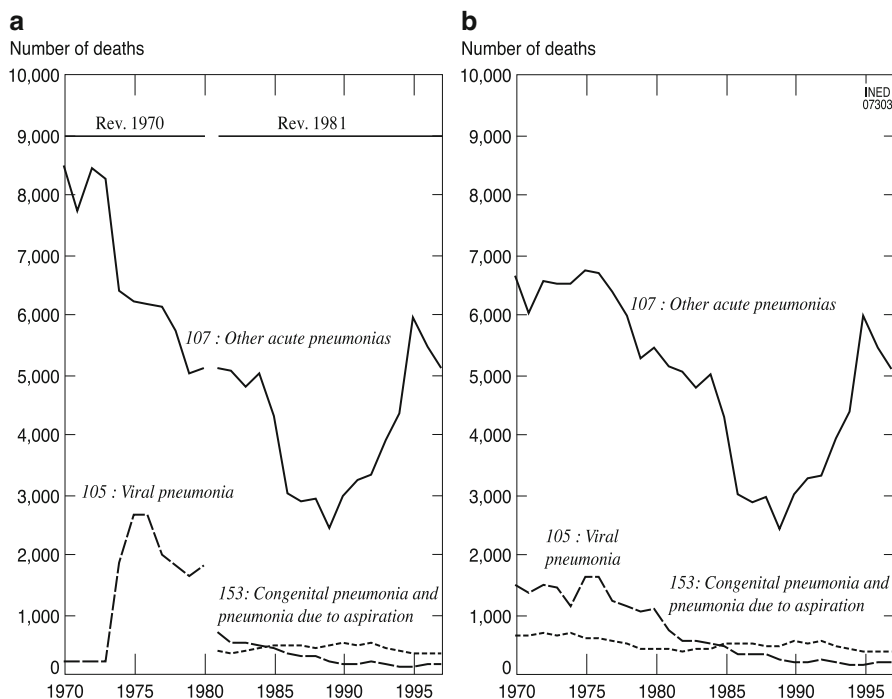 a
Number of deaths
10,000
9,000
8,000
7,000
6,000
5,000
4,000
3,000
2,000
1,000
0
Rev. 1970
Rev. 1981
107 : Other acute pneumonias
105 : Viral pneumonia
153: Congenital pneumonia and
pneumonia due to aspiration
1970 1975 1980 1985 1990 1995
b
Number of deaths
10,000
9,000
8,000
7,000
6,000
5,000
4,000
3,000
2,000
1,000
0
INED
07303
107 : Other acute pneumonias
105 : Viral
pneumonia
153: Congenital pneumonia and
pneumonia due to aspiration
1970 1975 1980 1985 1990 1995